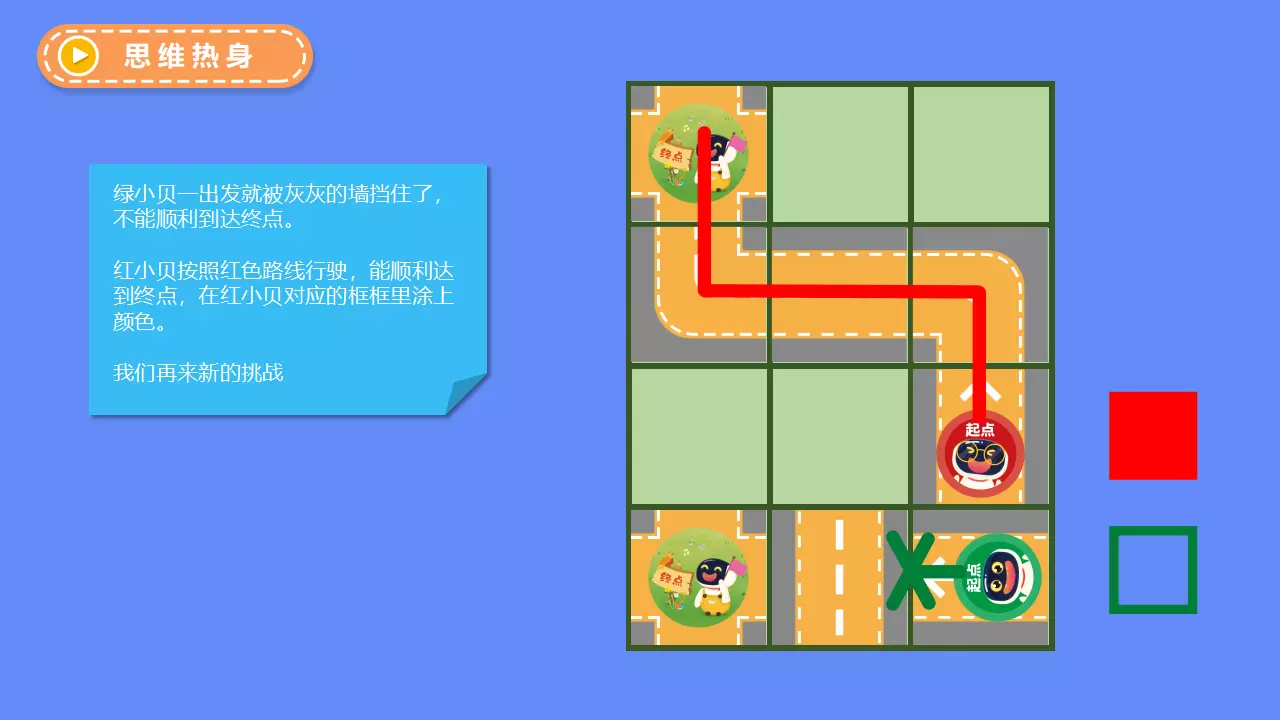 思维热身
绿小贝一出发就被灰灰的墙挡住了，
不能顺利到达终点。
红小贝按照红色路线行驶，能顺利达
到终点，在红小贝对应的框框里涂上
颜色。
我们再来新的挑战
终点
起点
终点
起点